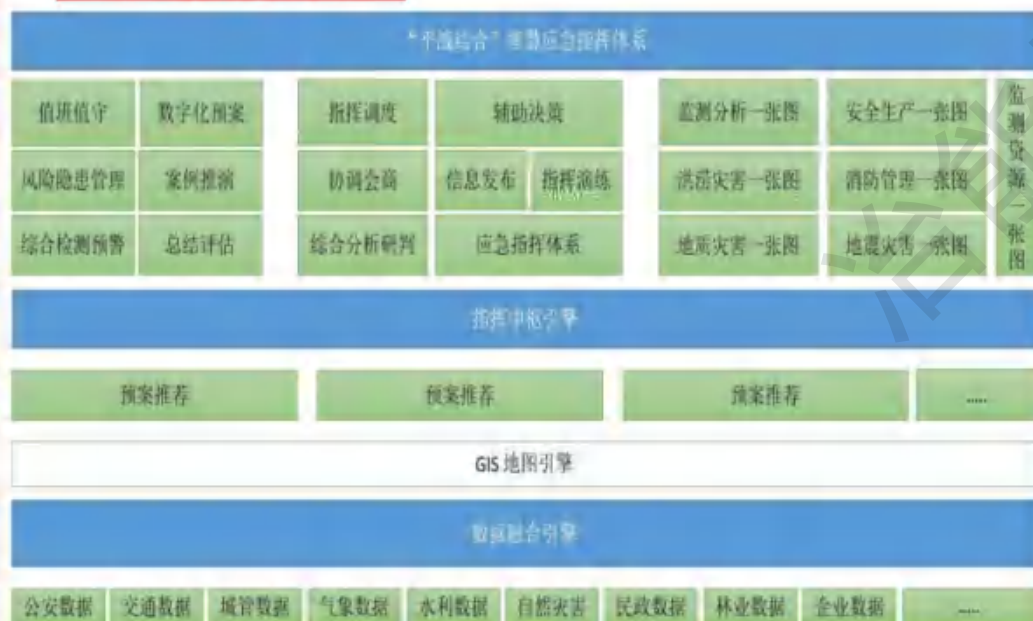 “平战结合”智慧应急指挥体系
值班值守 数字化预案 指挥调度 辅助决策 监测分析一张图 安全生产一张图 监测资源一张图
风险隐患管理 案例推演 协调会商 信息发布 指挥演练 洪涝灾害一张图 消防管理一张图
综合检测预警 总结评估 综合分析研判 应急指挥体系 地质灾害一张图 地震灾害一张图
指挥中枢引擎
预案推荐 预案推荐 预案推荐 ......
GIS 地图引擎
数据融合引擎
公安数据 交通数据 城管数据 气象数据 水利数据 自然灾害 民政数据 林业数据 企业数据 ......